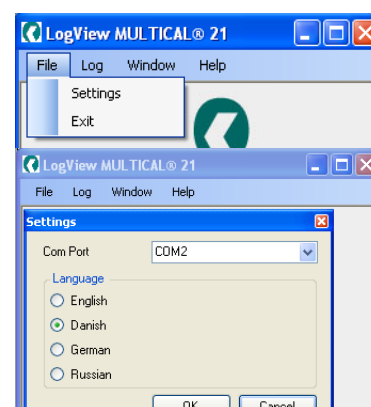 LogView MULTICAL® 21
File Log Window Help
Settings
Exit
LogView MULTICAL® 21
File Log Window Help
Settings
Com Port COM2
Language
English
Danish
German
Russian
OK Cancel